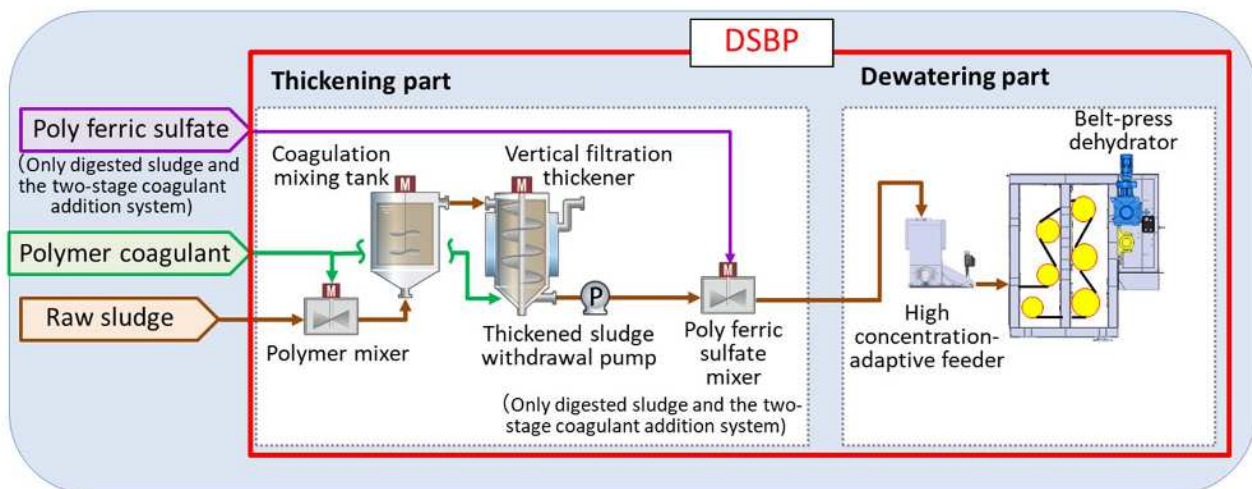 DSBP
Thickening part
Dewatering part
Poly ferric sulfate
(Only digested sludge and
the two-stage coagulant
addition system)
Polymer coagulant
Raw sludge
Coagulation
mixing tank
M
Vertical filtration
thickener
M
M
Polymer mixer
P
Thickened sludge
withdrawal pump
M
Poly ferric
sulfate
mixer
(Only digested sludge and the two-
stage coagulant addition system)
Belt-press
dehydrator
High
concentration-
adaptive feeder